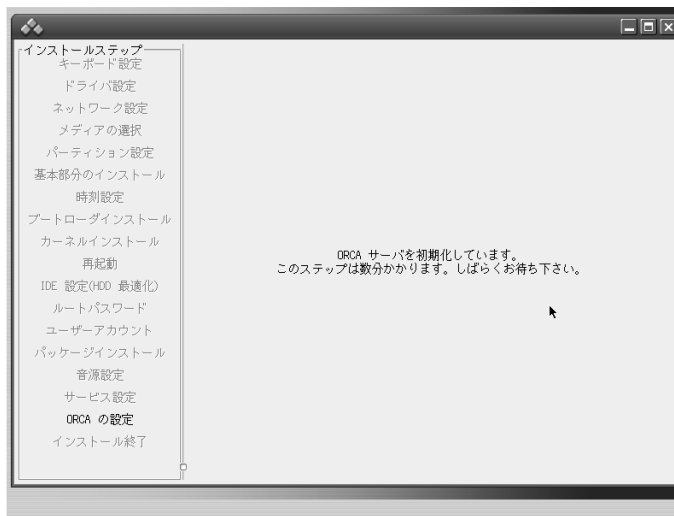 インストールステップ
キーボード設定
ドライバ設定
ネットワーク設定
メディアの選択
パーティション設定
基本部分のインストール
時刻設定
ブートローダインストール
カーネルインストール
再起動
IDE 設定(HDD 最適化)
ルートパスワード
ユーザーアカウント
パッケージインストール
音源設定
サービス設定
ORCA の設定
インストール終了
ORCA サーバを初期化しています。
このステップは数分かかります。しばらくお待ち下さい。